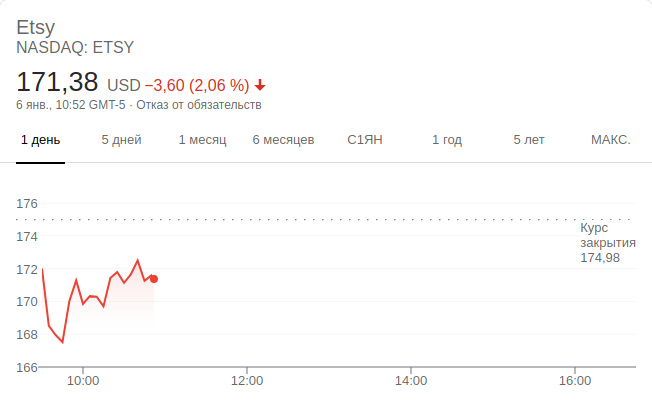 Etsy
NASDAQ: ETSY
171,38 USD −3,60 (2,06 %)
6 янв., 10:52 GMT-5 · Отказ от обязательств
1 день 5 дней 1 месяц 6 месяцев С1ЯН 1 год 5 лет МАКС.
176
174
172
170
168
166
Курс
закрытия
174,98
10:00 12:00 14:00 16:00